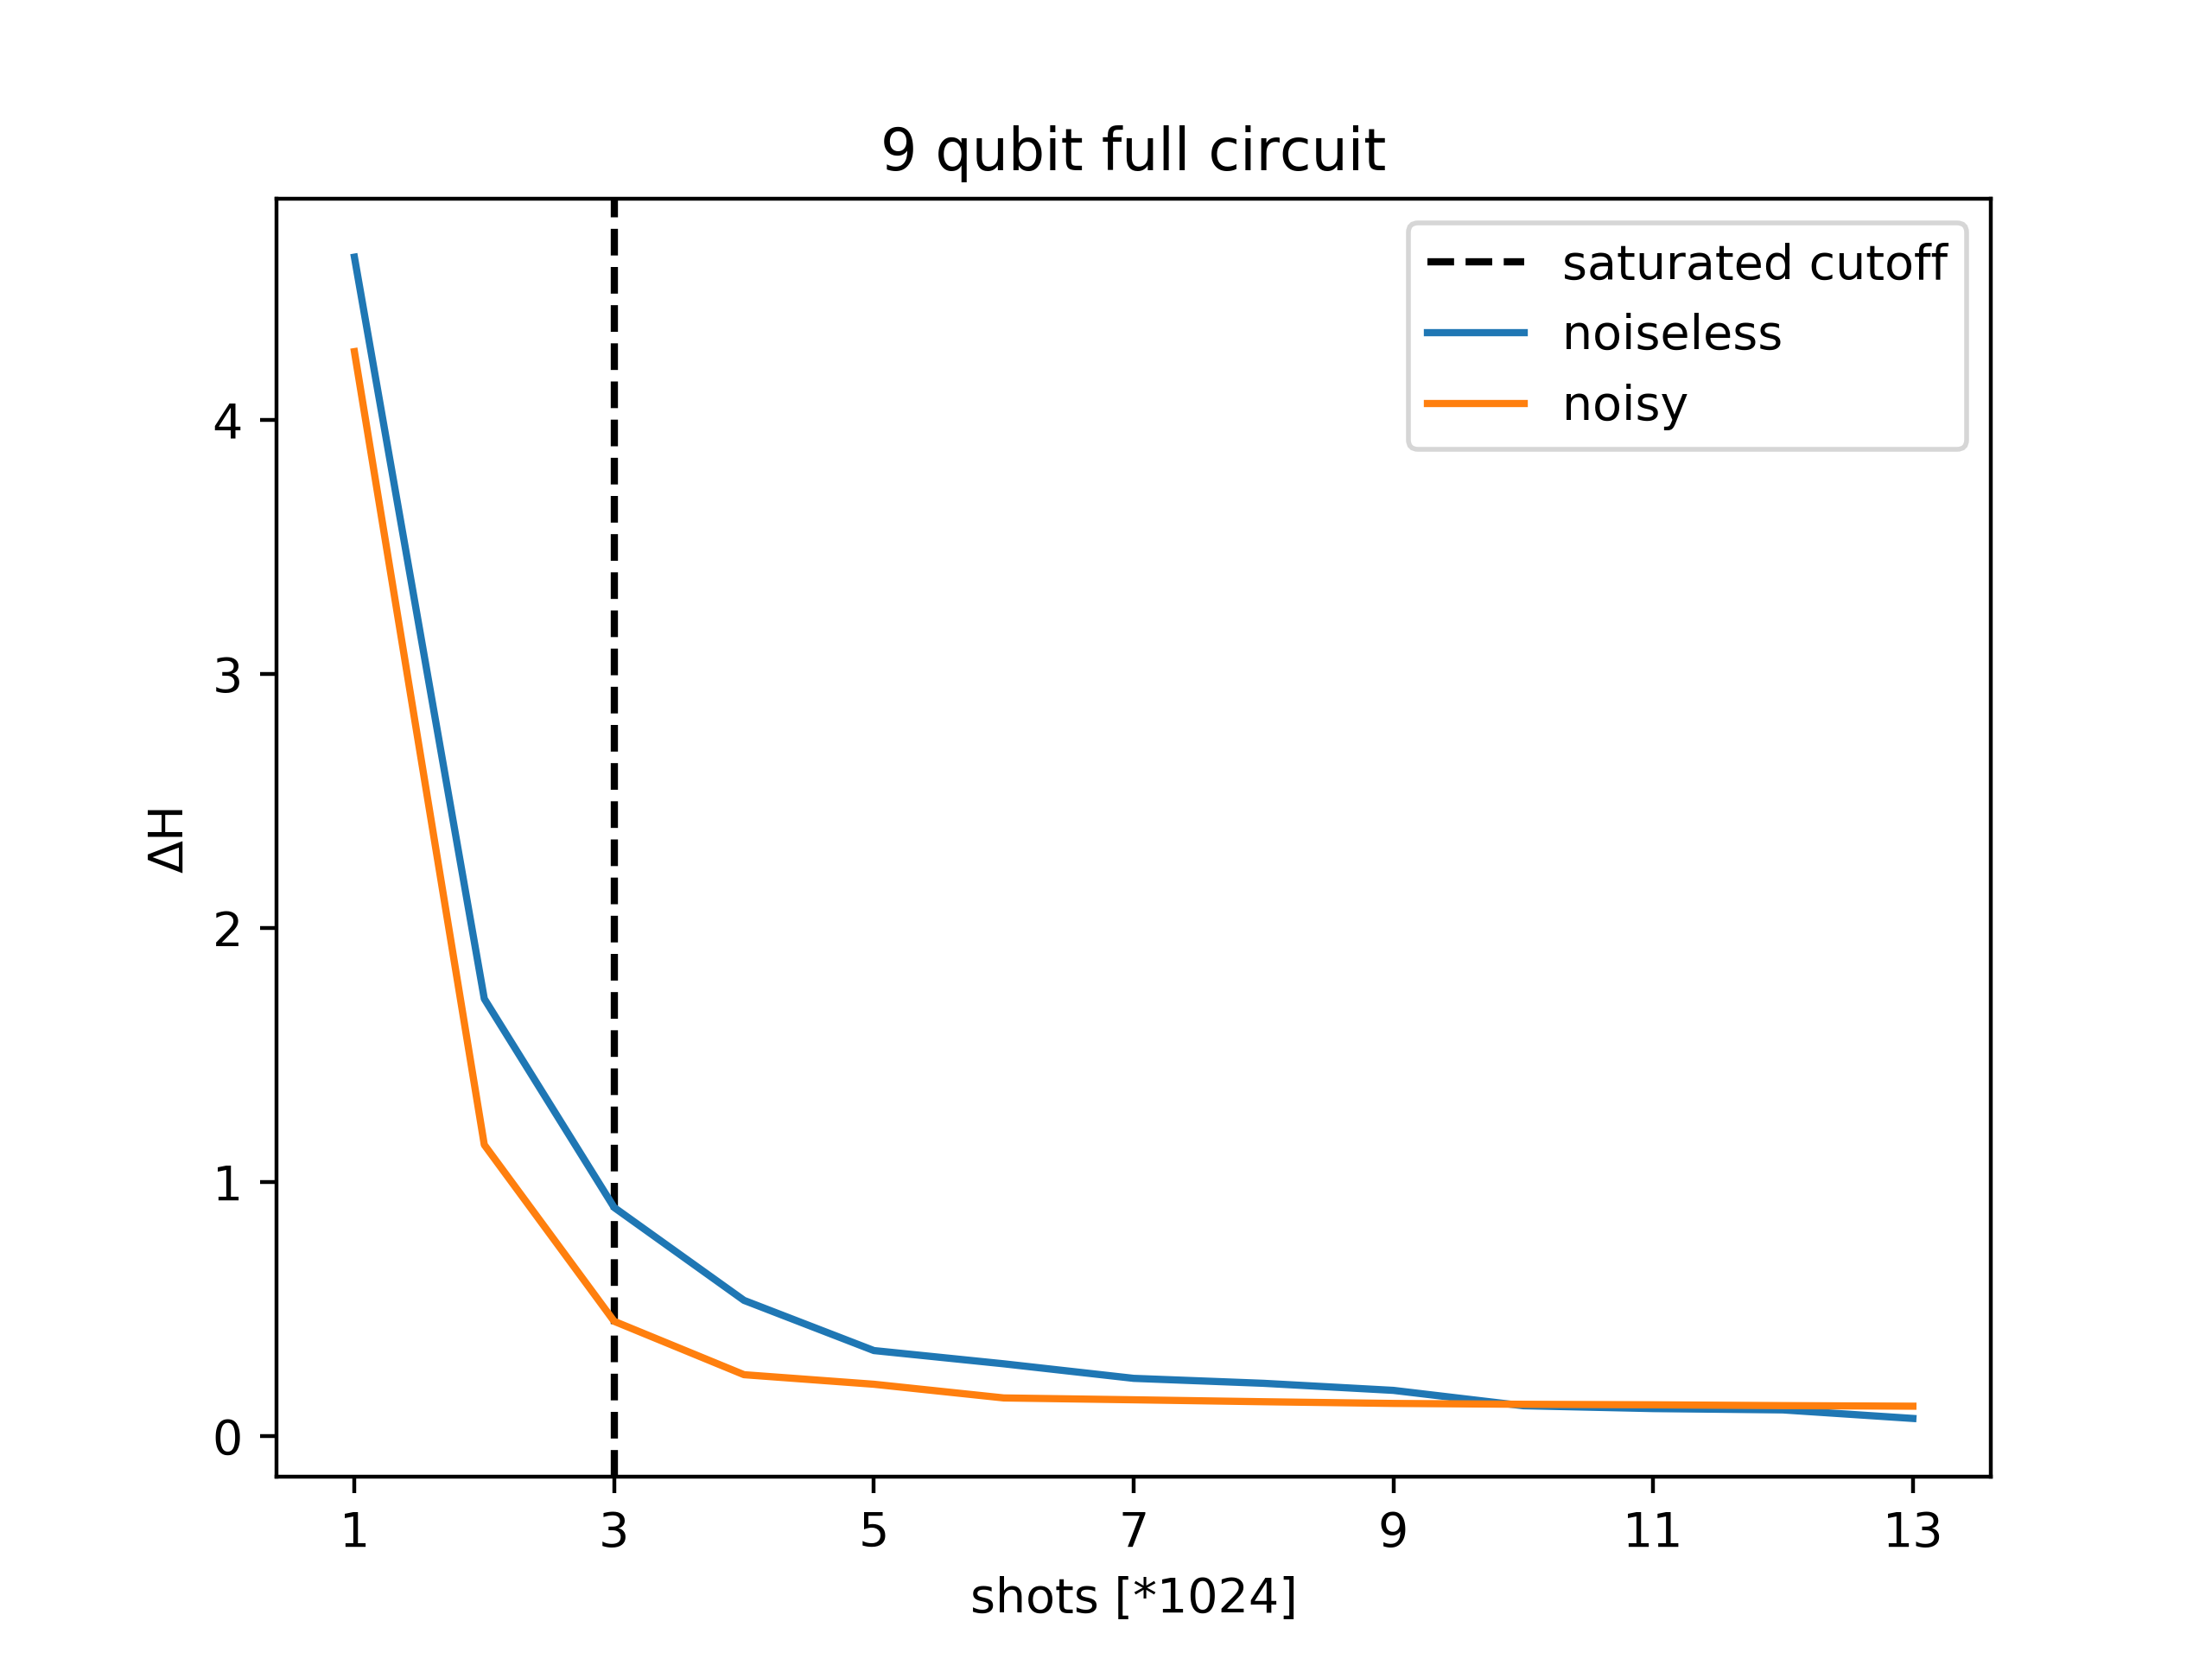 9 qubit full circuit
saturated cutoff
noiseless
noisy
4
3
2
1
0
ΔH
1 3 5 7 9 11 13
shots [*1024]